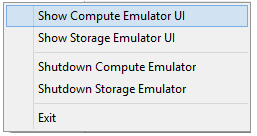 Show Compute Emulator UI
Show Storage Emulator UI
Shutdown Compute Emulator
Shutdown Storage Emulator
Exit